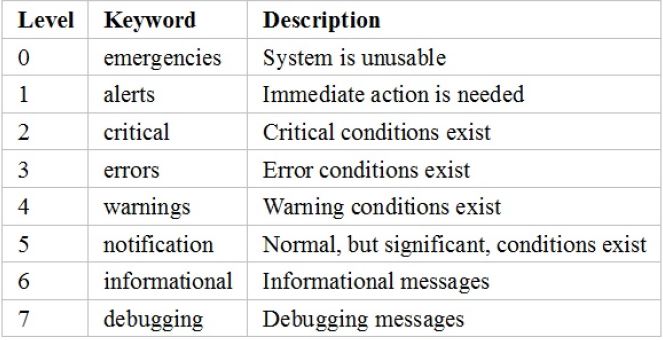 Level Keyword Description
0 emergencies System is unusable
1 alerts Immediate action is needed
2 critical Critical conditions exist
3 errors Error conditions exist
4 warnings Warning conditions exist
5 notification Normal, but significant, conditions exist
6 informational Informational messages
7 debugging Debugging messages